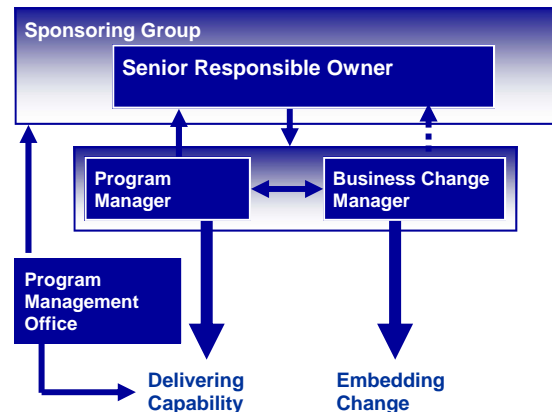 Sponsoring Group
Senior Responsible Owner
Program
Manager
Business Change
Manager
Program
Management
Office
Delivering
Capability
Embedding
Change